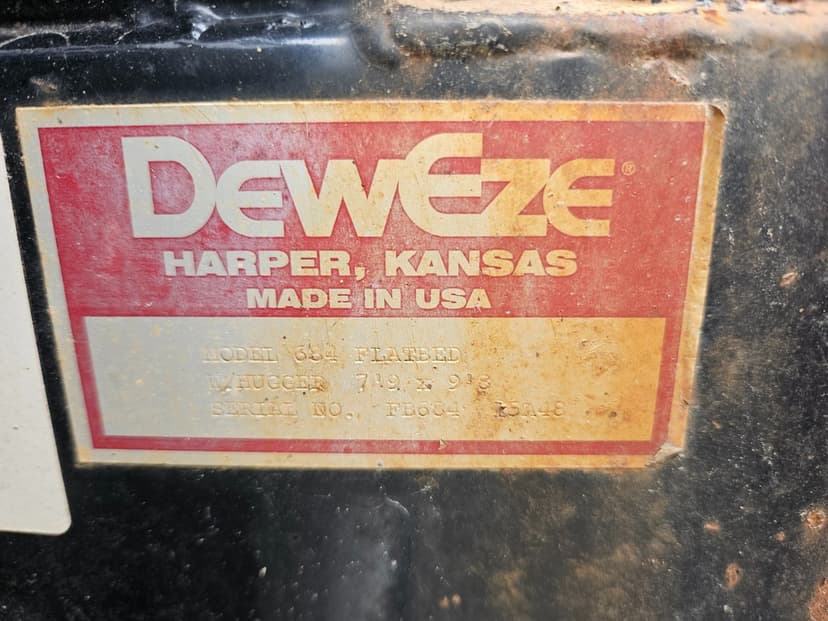 DEWEZE®
HARPER, KANSAS
MADE IN USA
MODEL 684 FLATBED
W/HUGGER 7'9 x 9'8
SERIAL NO. FB684